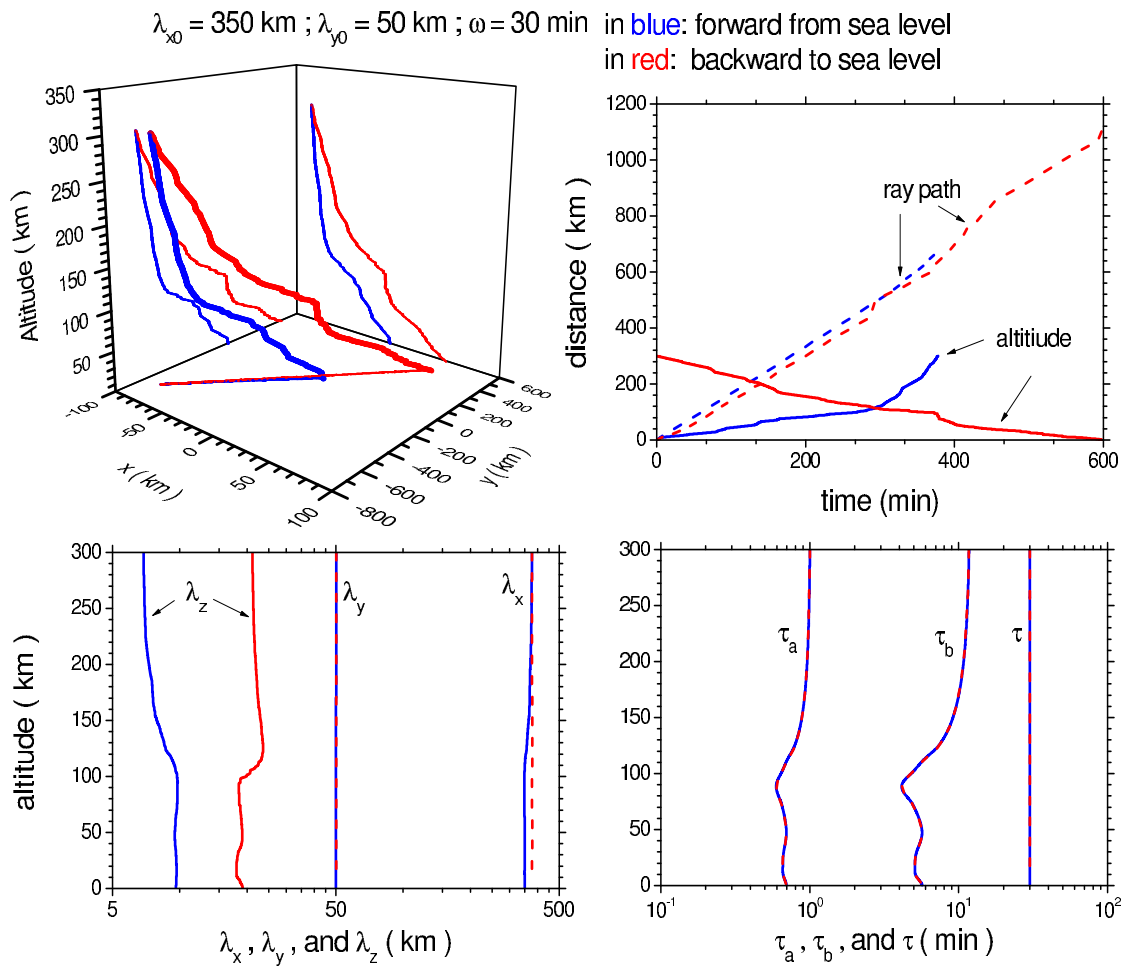 λx0 = 350 km ; λy0 = 50 km ; ω = 30 min in blue: forward from sea level
in red: backward to sea level
350
300
250
200
150
100
50
Altitude ( km )
-100
-50
0
50
100
x ( km )
600
400
200
0
-200
-400
-600
-800
y ( km )
1200
1000
800
600
400
200
0
distance ( km )
ray path
altitiude
0 200 400 600
time (min)
300
250
200
150
100
50
0
altitude ( km )
λz λy λx
5 50 500
λx , λy , and λz ( km )
300
250
200
150
100
50
0
τa τb τ
10-1 100 101 102
τa , τb , and τ ( min )